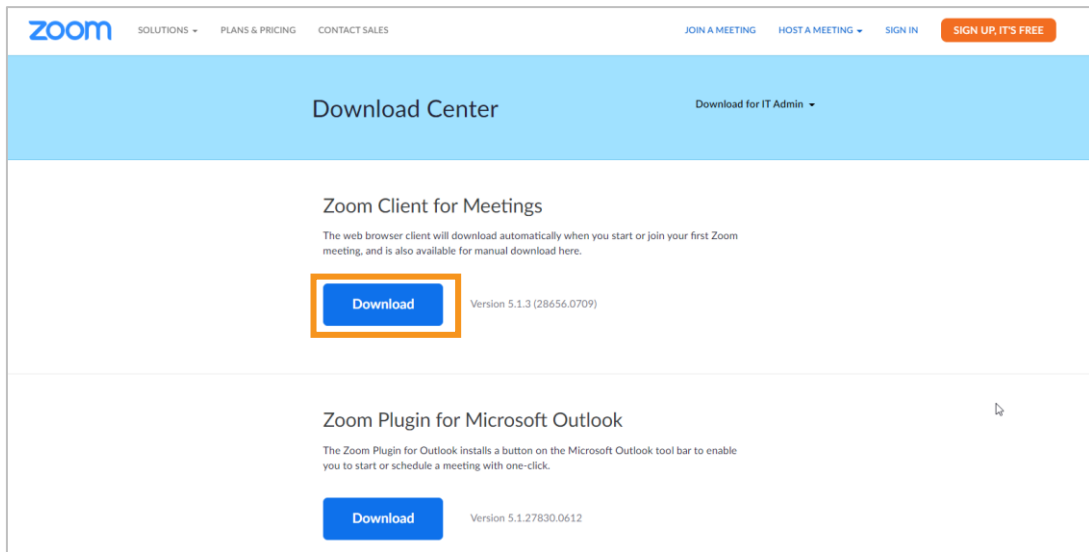 zoom SOLUTIONS PLANS & PRICING CONTACT SALES JOIN A MEETING HOST A MEETING SIGN IN SIGN UP, IT'S FREE
Download Center Download for IT Admin
Zoom Client for Meetings
The web browser client will download automatically when you start or join your first Zoom
meeting, and is also available for manual download here.
Download Version 5.1.3 (28656.0709)
Zoom Plugin for Microsoft Outlook
The Zoom Plugin for Outlook installs a button on the Microsoft Outlook tool bar to enable
you to start or schedule a meeting with one-click.
Download Version 5.1.27830.0612